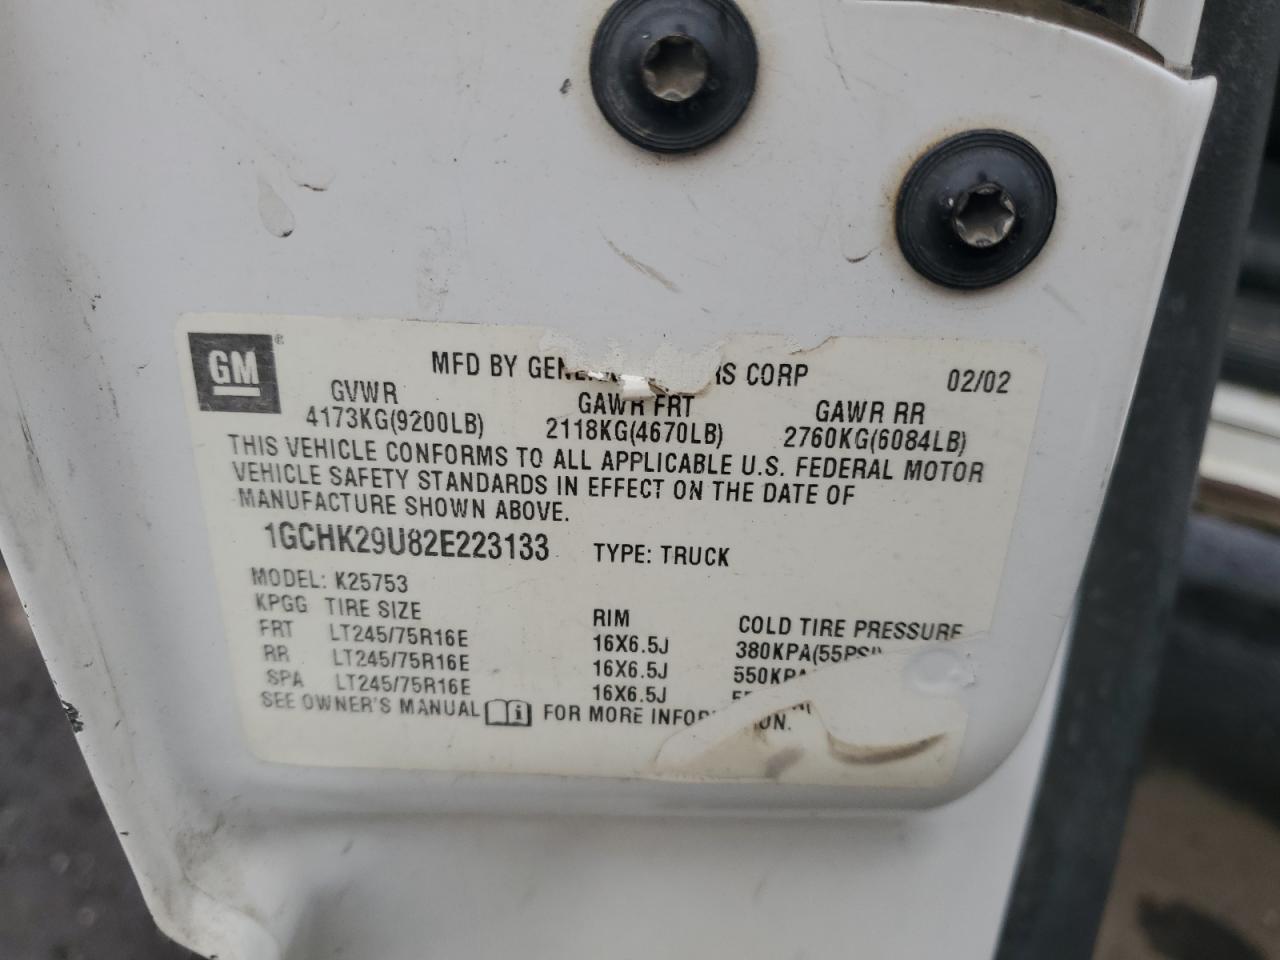 GM
MFD BY CORP 02/02
GVWR GAWR FRT GAWR RR
4173KG(9200LB) 2118KG(4670LB) 2760KG(6084LB)
THIS VEHICLE CONFORMS TO ALL APPLICABLE U.S. FEDERAL MOTOR
VEHICLE SAFETY STANDARDS IN EFFECT ON THE DATE OF
MANUFACTURE SHOWN ABOVE.
1GCHK29U82E223133 TYPE: TRUCK
MODEL: K25753
KPGG TIRE SIZE RIM COLD TIRE PRESSURE
FRT LT245/75R16E 16X6.5J 380KPA(55PSI)
RR LT245/75R16E 16X6.5J 550KPA
SPA LT245/75R16E 16X6.5J
SEE OWNER'S MANUAL i FOR MORE